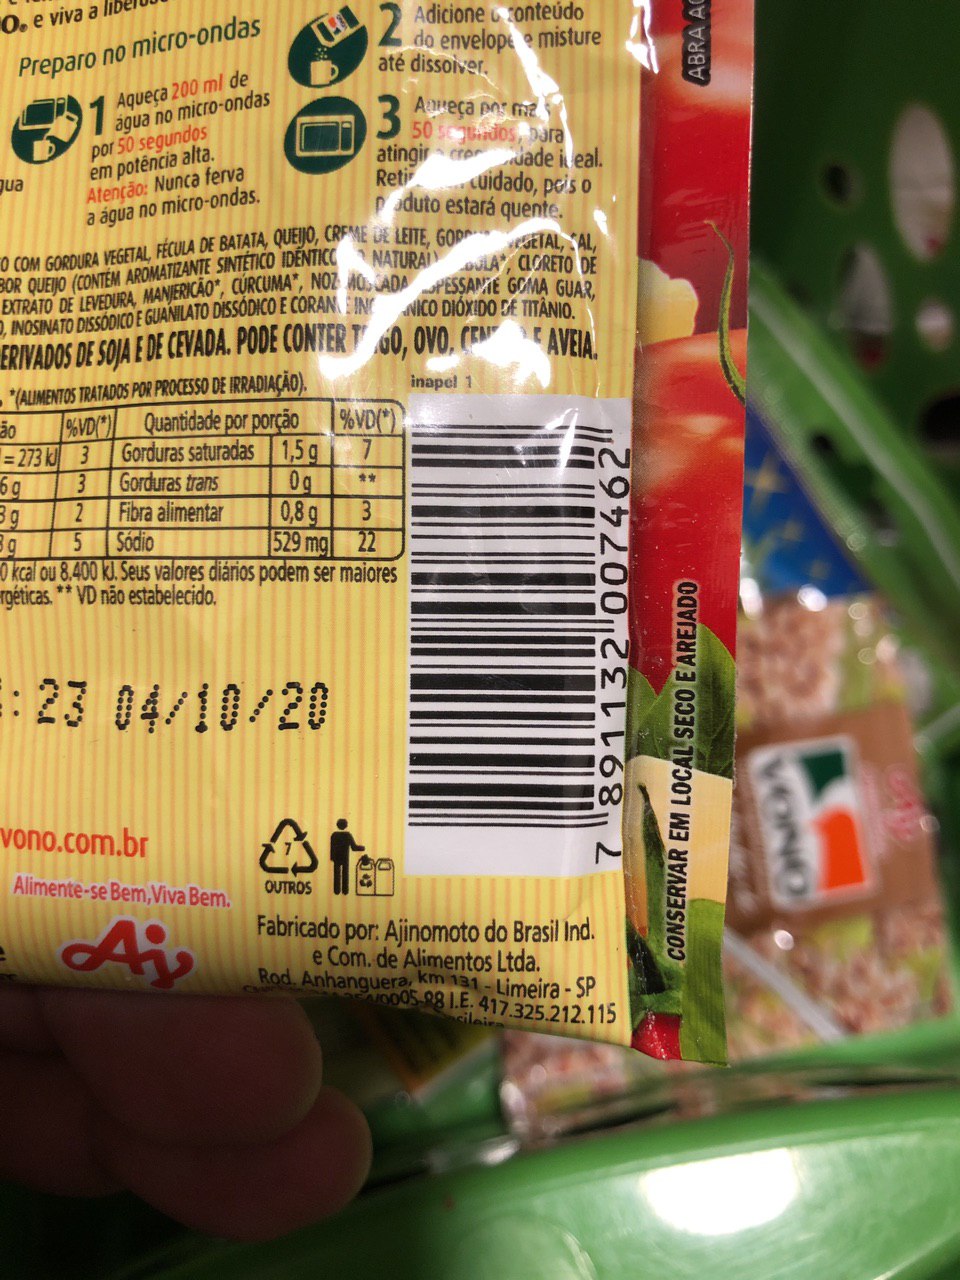 O. e viva a
Preparo no micro-ondas
1 Aqueça 200 ml de
água no micro-ondas
por 50 segundos
em potência alta.
Atenção: Nunca ferva
a água no micro-ondas.
2 Adicione o conteúdo
do envelope e misture
até dissolver.
3 Aqueça por mais
50 segundos, para
atingir a ideal.
cuidado, pois o
produto estará quente.
O COM GORDURA VEGETAL, FÉCULA DE BATATA, QUEIJO, CREME DE LEITE, VEGETAL, SAL,
BOR QUEIJO (CONTÉM AROMATIZANTE SINTÉTICO IDÊNTICO NATURAL), CLORETO DE
EXTRATO DE LEVEDURA, MANJERICÃO*, CÚRCUMA*, NOZ MOSCADA, ESPESSANTE GOMA GUAR,
O, INOSINATO DISSÓDICO E GUANILATO DISSÓDICO E CORANTE INORGÂNICO DIÓXIDO DE TITÂNIO.
ERIVADOS DE SOJA E DE CEVADA. PODE CONTER TRIGO, OVO, E AVEIA.
*(ALIMENTOS TRATADOS POR PROCESSO DE IRRADIAÇÃO).
ão %VD(*) Quantidade por porção %VD(*)
= 273 kJ 3 Gorduras saturadas 1,5 g 7
6 g 3 Gorduras trans 0 g **
2 Fibra alimentar 0,8 g 3
5 Sódio 529 mg 22
0 kcal ou 8.400 kJ. Seus valores diários podem ser maiores
rgéticas. ** VD não estabelecido.
:23 04/10/20
vono.com.br
Alimente-se Bem, Viva Bem.
Aj
7
OUTROS
Fabricado por: Ajinomoto do Brasil Ind.
e Com. de Alimentos Ltda.
Rod. Anhanguera, km 131 - Limeira - SP
I.E. 417.325.212.115
inapel 1
7 891132 007462
CONSERVAR EM LOCAL SECO E AREJADO
ABRA
VONO